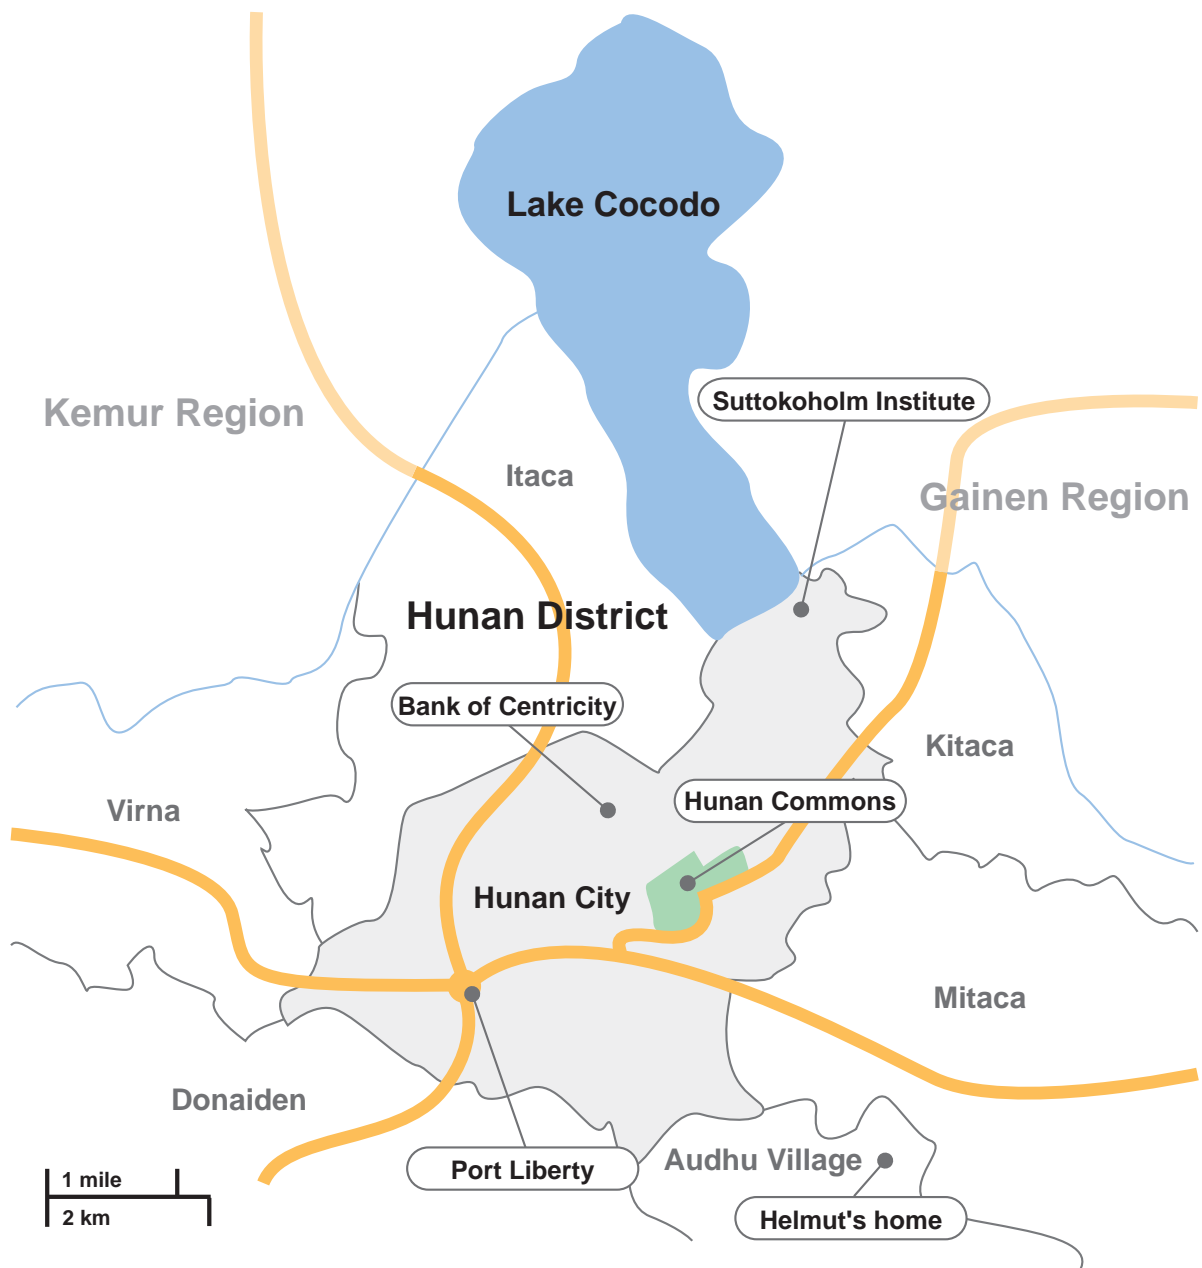 Lake Cocodo
Suttokoholm Institute
Kemur Region
Itaca
Gainen Region
Hunan District
Bank of Centricity
Kitaca
Hunan Commons
Virna
Hunan City
Mitaca
Donaiden
Audhu Village
Port Liberty
1 mile
2 km
Helmut's home